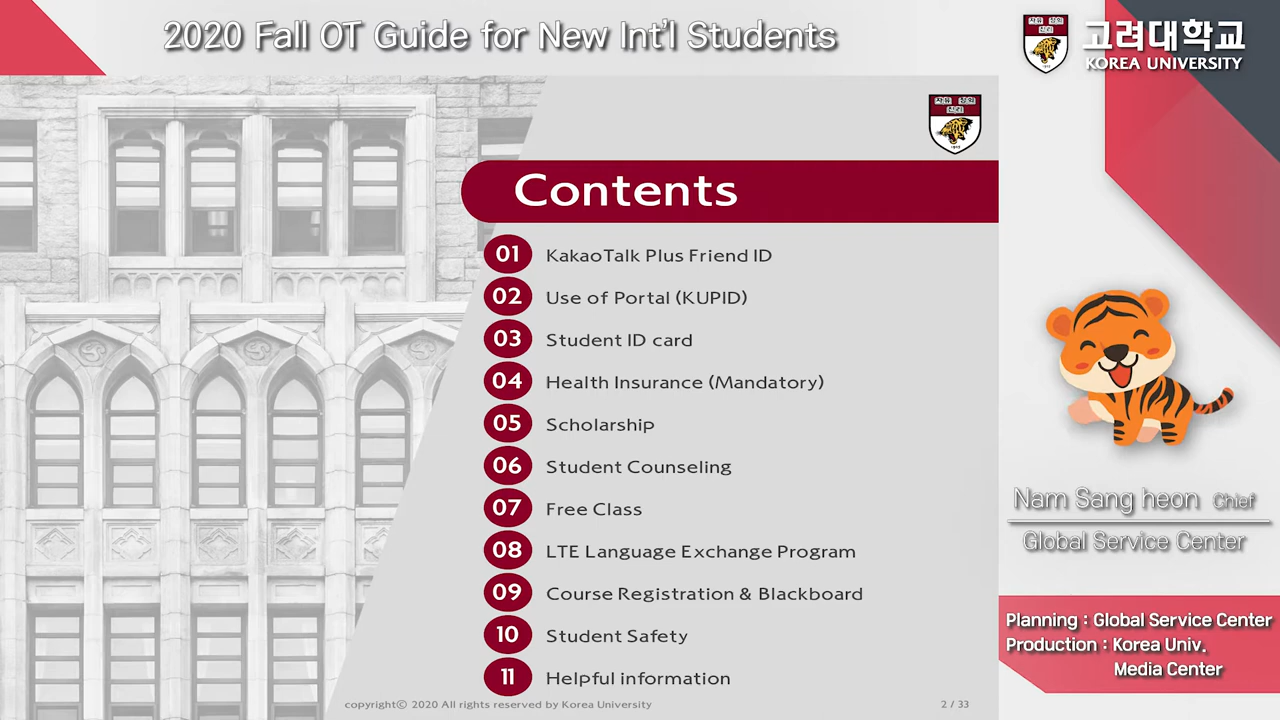 2020 Fall OT Guide for New Int'l Students
고려대학교
KOREA UNIVERSITY
Contents
01 KakaoTalk Plus Friend ID
02 Use of Portal (KUPID)
03 Student ID card
04 Health Insurance (Mandatory)
05 Scholarship
06 Student Counseling
07 Free Class
08 LTE Language Exchange Program
09 Course Registration & Blackboard
10 Student Safety
11 Helpful information
copyright© 2020 All rights reserved by Korea University
2 / 33
Nam Sang heon Chief
Global Service Center
Planning : Global Service Center
Production : Korea Univ.
Media Center